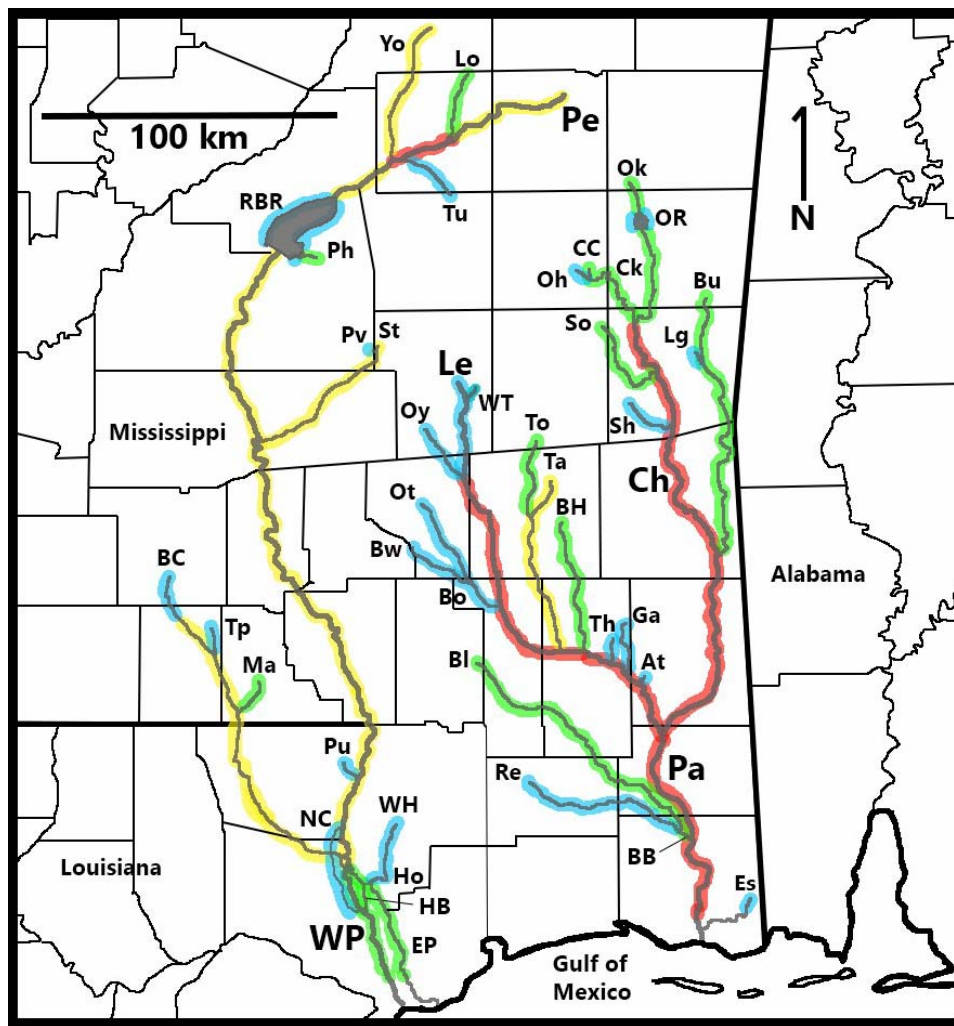 Yo
Lo
100 km
Pe
Ok
RBR
Tu
OR
N
Ph
CC
Ck
Oh
Bu
So
Pv
St
Lg
Le
WT
Oy
Sh
Mississippi
To
Ta
Ch
Ot
BH
Bw
BC
Bo
Alabama
Tp
Th
Ga
Ma
Bl
At
Pu
Re
Pa
NC
WH
Louisiana
Ho
BB
HB
Es
WP
EP
Gulf of
Mexico